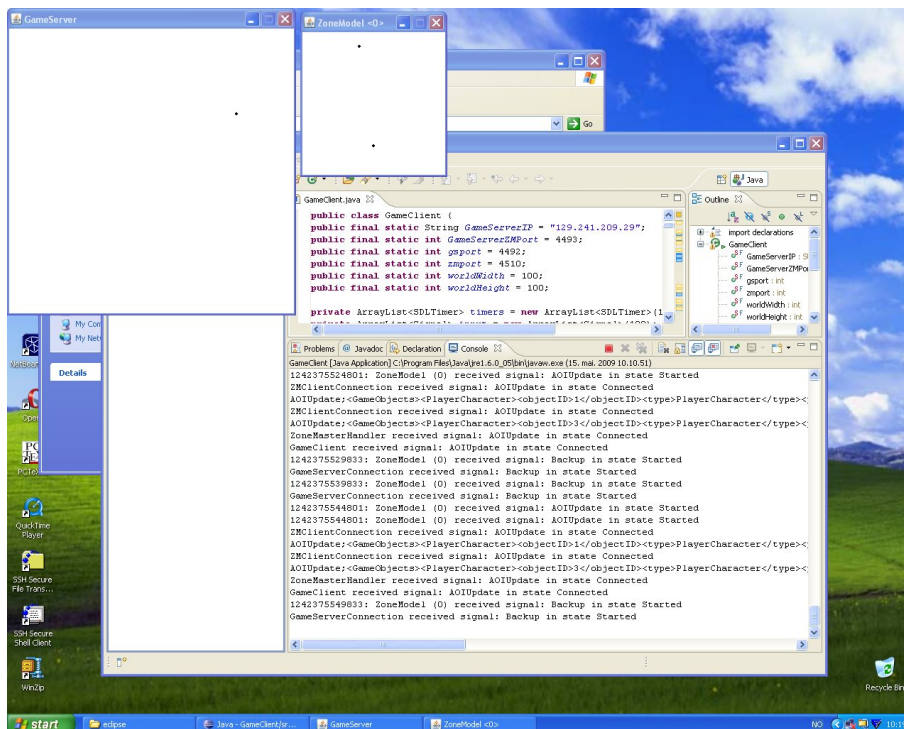 GameServer
ZoneModel <0>
Go
Java
GameClient.java
public class GameClient {
public final static String GameServerIP = "129.241.209.29";
public final static int GameServerZMPort = 4493;
public final static int gsport = 4492;
public final static int zmport = 4510;
public final static int worldWidth = 100;
public final static int worldHeight = 100;
private ArrayList<SDLTimer> timers = new ArrayList<SDLTimer>(1
Outline
import declarations
GameClient
GameServerIP : S
GameServerZMPo
gsport : int
zmport : int
worldWidth : int
worldHeight : int
My Con
My Net
Details
Problems @ Javadoc Declaration Console
GameClient [Java Application] C:\Program Files\Java\jre1.6.0_05\bin\javaw.exe (15. mai. 2009 10.10.51)
1242375524801: ZoneModel (0) received signal: AOIUpdate in state Started
ZMClientConnection received signal: AOIUpdate in state Connected
AOIUpdate;<GameObjects><PlayerCharacter><objectID>1</objectID><type>PlayerCharacter</type><
ZMClientConnection received signal: AOIUpdate in state Connected
AOIUpdate;<GameObjects><PlayerCharacter><objectID>3</objectID><type>PlayerCharacter</type><
ZoneMasterHandler received signal: AOIUpdate in state Connected
GameClient received signal: AOIUpdate in state Connected
1242375529833: ZoneModel (0) received signal: Backup in state Started
GameServerConnection received signal: Backup in state Started
1242375539833: ZoneModel (0) received signal: Backup in state Started
GameServerConnection received signal: Backup in state Started
1242375544801: ZoneModel (0) received signal: AOIUpdate in state Started
1242375544801: ZoneModel (0) received signal: AOIUpdate in state Started
ZMClientConnection received signal: AOIUpdate in state Connected
AOIUpdate;<GameObjects><PlayerCharacter><objectID>1</objectID><type>PlayerCharacter</type><
ZMClientConnection received signal: AOIUpdate in state Connected
AOIUpdate;<GameObjects><PlayerCharacter><objectID>3</objectID><type>PlayerCharacter</type><
ZoneMasterHandler received signal: AOIUpdate in state Connected
GameClient received signal: AOIUpdate in state Connected
1242375549833: ZoneModel (0) received signal: Backup in state Started
GameServerConnection received signal: Backup in state Started
QuickTime
Player
SSH Secure
File Trans...
SSH Secure
Shell Client
WinZip
Recycle Bin
start
eclipse
Java - GameClient/sr...
GameServer
ZoneModel <0>
NO
10:19